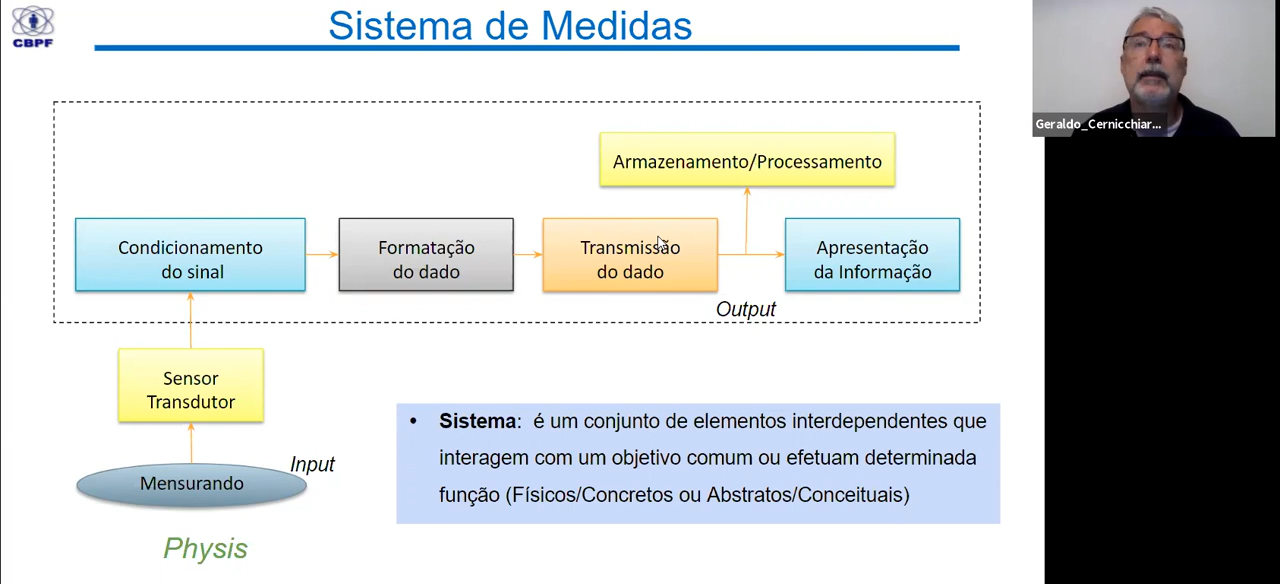 CBPF
Sistema de Medidas
Geraldo_Cernicchiar...
Armazenamento/Processamento
Condicionamento
do sinal
Formatação
do dado
Transmissão
do dado
Apresentação
da Informação
Output
Sensor
Transdutor
Input
Mensurando
Physis
• Sistema: é um conjunto de elementos interdependentes que
interagem com um objetivo comum ou efetuam determinada
função (Físicos/Concretos ou Abstratos/Conceituais)